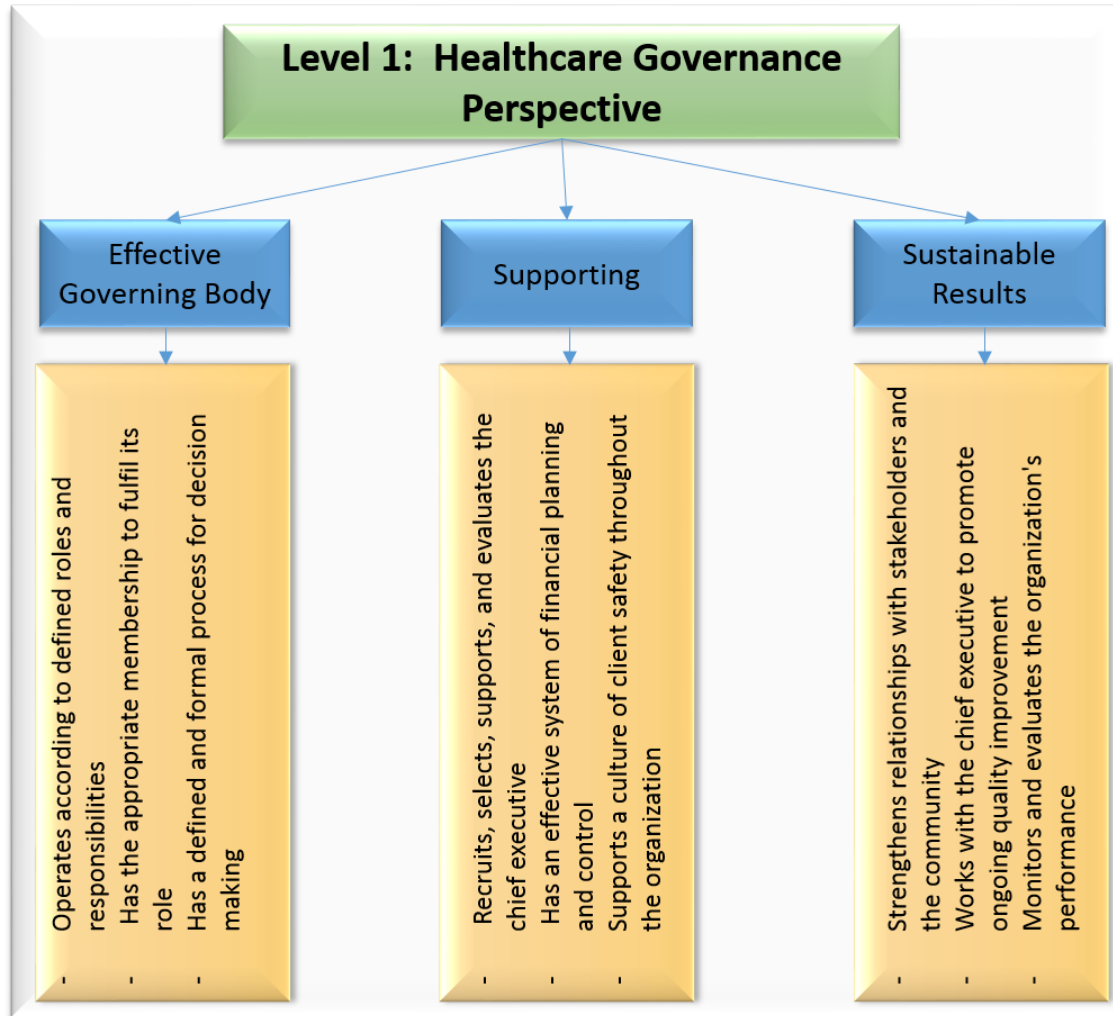 Level 1:  Healthcare Governance
Perspective
Effective
Governing Body
Supporting
Sustainable
Results
- Operates according to defined roles and
responsibilities
- Has the appropriate membership to fulfil its
role
- Has a defined and formal process for decision
making
- Recruits, selects, supports, and evaluates the
chief executive
- Has an effective system of financial planning
and control
- Supports a culture of client safety throughout
the organization
- Strengthens relationships with stakeholders and
the community
- Works with the chief executive to promote
ongoing quality improvement
- Monitors and evaluates the organization's
performance